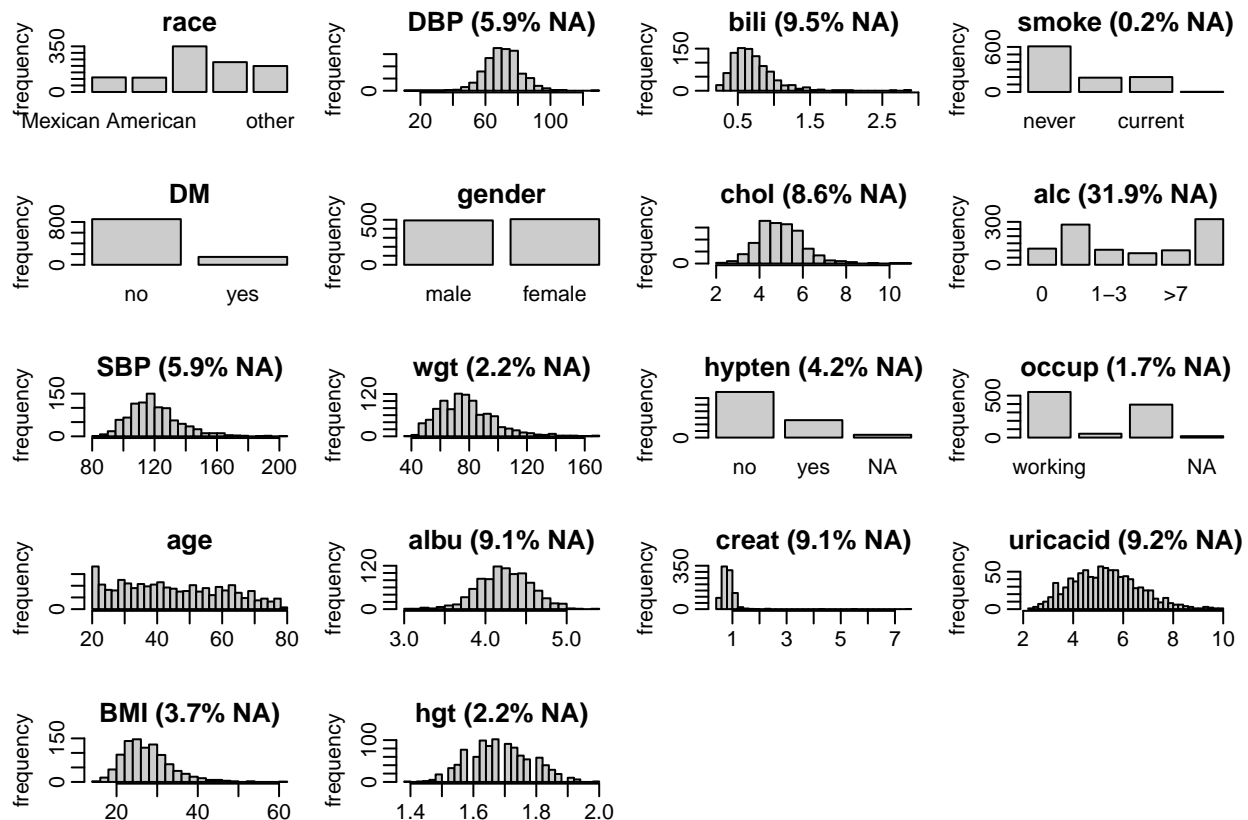 race
frequency
0 350
Mexican American other
DBP (5.9% NA)
frequency
0
20 60 100
bili (9.5% NA)
frequency
0 150
0.5 1.5 2.5
smoke (0.2% NA)
frequency
0 600
never current
DM
frequency
0 800
no yes
gender
frequency
0 500
male female
chol (8.6% NA)
frequency
0
2 4 6 8 10
alc (31.9% NA)
frequency
0 300
0 1−3 >7
SBP (5.9% NA)
frequency
0 150
80 120 160 200
wgt (2.2% NA)
frequency
0 120
40 80 120 160
hypten (4.2% NA)
frequency
0
no yes NA
occup (1.7% NA)
frequency
0 500
working NA
age
frequency
0
20 40 60 80
albu (9.1% NA)
frequency
0 120
3.0 4.0 5.0
creat (9.1% NA)
frequency
0 350
1 3 5 7
uricacid (9.2% NA)
frequency
0 50
2 4 6 8 10
BMI (3.7% NA)
frequency
0 150
20 40 60
hgt (2.2% NA)
frequency
0 100
1.4 1.6 1.8 2.0